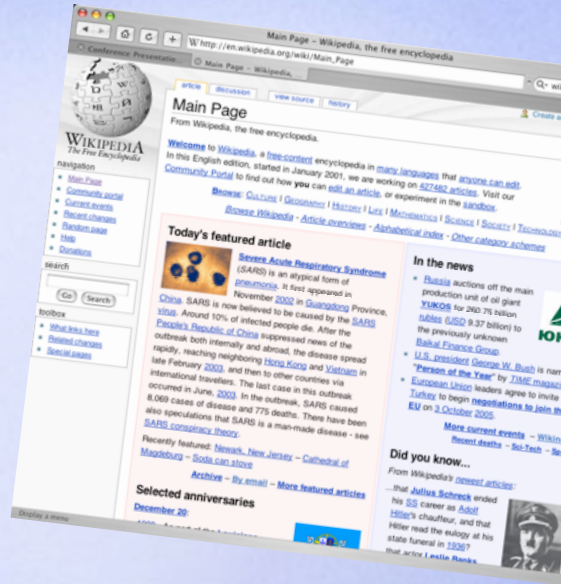 Main Page – Wikipedia, the free encyclopedia
W http://en.wikipedia.org/wiki/Main_Page
Q- wi
Conference Presentatio...
Main Page – Wikipedia,
article
discussion
view source
history
Create a
WIKIPEDIA
The Free Encyclopedia
navigation
Main Page
Community portal
Current events
Recent changes
Random page
Help
Donations
search
Go
Search
toolbox
What links here
Related changes
Special pages
Main Page
From Wikipedia, the free encyclopedia.
Welcome to Wikipedia, a free-content encyclopedia in many languages that anyone can edit.
In this English edition, started in January 2001, we are working on 427482 articles. Visit our
Community Portal to find out how you can edit an article, or experiment in the sandbox.
Browse: Culture | Geography | History | Life | Mathematics | Science | Society | Technology
Browse Wikipedia - Article overviews - Alphabetical index - Other category schemes
Today's featured article
Severe Acute Respiratory Syndrome
(SARS) is an atypical form of
pneumonia. It first appeared in
November 2002 in Guangdong Province,
China. SARS is now believed to be caused by the SARS
virus. Around 10% of infected people die. After the
People's Republic of China suppressed news of the
outbreak both internally and abroad, the disease spread
rapidly, reaching neighboring Hong Kong and Vietnam in
late February 2003, and then to other countries via
international travellers. The last case in this outbreak
occurred in June, 2003. In the outbreak, SARS caused
8,069 cases of disease and 775 deaths. There have been
also speculations that SARS is a man-made disease - see
SARS conspiracy theory.
Recently featured: Newark, New Jersey – Cathedral of
Magdeburg – Soda can stove
Archive – By email – More featured articles
Selected anniversaries
December 20:
In the news
Russia auctions off the main
production unit of oil giant
YUKOS for 260.75 billion
rubles (USD 9.37 billion) to
the previously unknown
Baikal Finance Group.
U.S. president George W. Bush is nam
"Person of the Year" by TIME magazi
European Union leaders agree to invite
Turkey to begin negotiations to join th
EU on 3 October 2005.
More current events – Wikin
Recent deaths – Sci-Tech – Sp
Did you know...
From Wikipedia's newest articles:
...that Julius Schreck ended
his SS career as Adolf
Hitler's chauffeur, and that
Hitler read the eulogy at his
state funeral in 1936?
that actor Leslie Banks
Display a menu